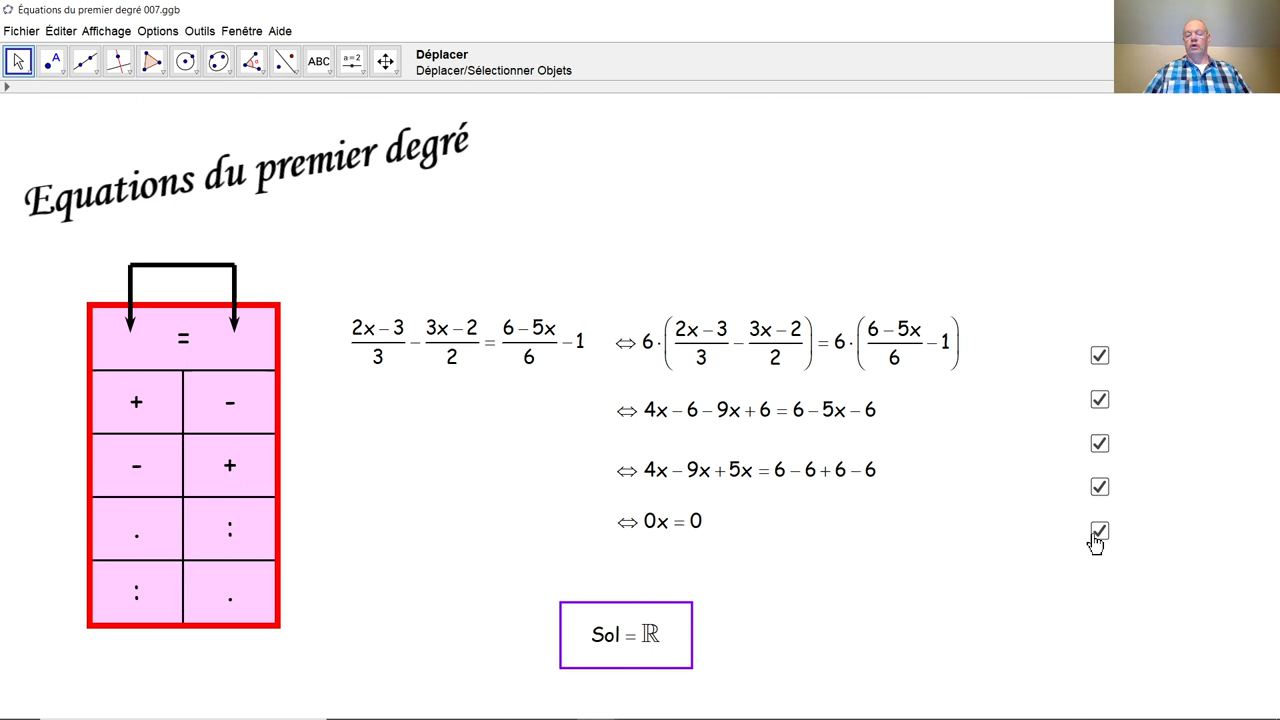 Équations du premier degré 007.ggb
Fichier Éditer Affichage Options Outils Fenêtre Aide
A ABC a=2
Déplacer
Déplacer/Sélectionner Objets
Equations du premier degré
=
+ -
- +
. :
: .
(2x-3)/3 - (3x-2)/2 = (6-5x)/6 - 1 ⇔ 6·((2x-3)/3 - (3x-2)/2) = 6·((6-5x)/6 - 1)
⇔ 4x-6-9x+6=6-5x-6
⇔ 4x-9x+5x=6-6+6-6
⇔ 0x=0
Sol = ℝ